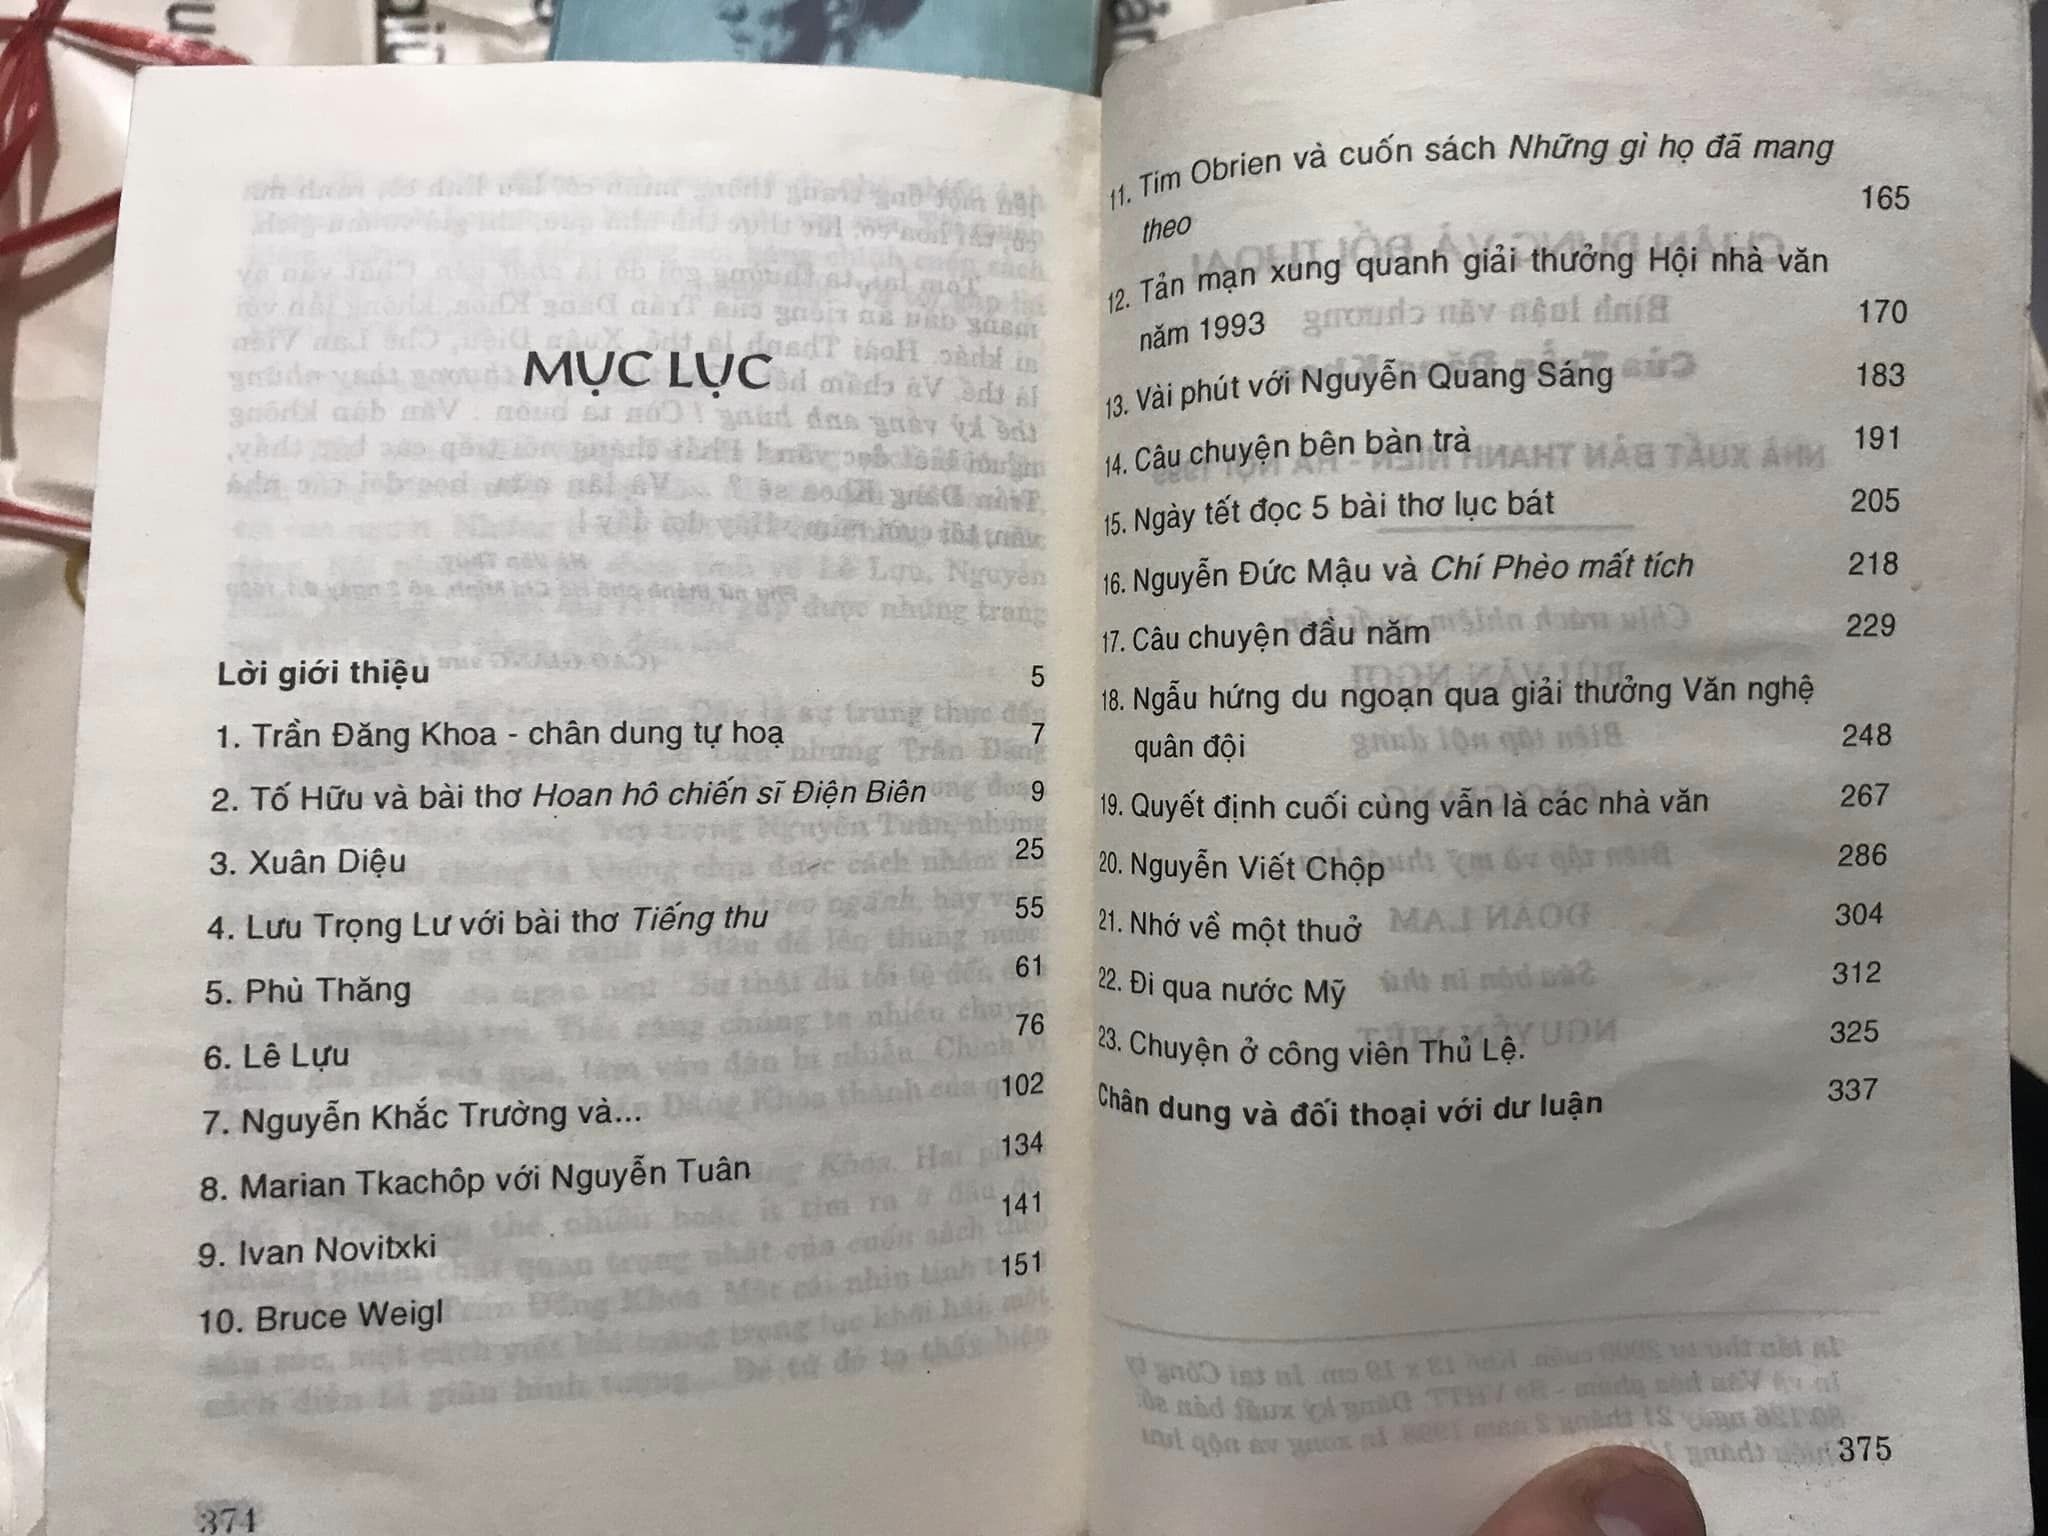 MỤC LỤC
Lời giới thiệu 5
1. Trần Đăng Khoa - chân dung tự hoạ 7
2. Tố Hữu và bài thơ Hoan hô chiến sĩ Điện Biên 9
3. Xuân Diệu 25
4. Lưu Trọng Lư với bài thơ Tiếng thu 55
5. Phù Thăng 61
6. Lê Lựu 76
7. Nguyễn Khắc Trường và... 102
8. Marian Tkachôp với Nguyễn Tuân 134
9. Ivan Novitxki 141
10. Bruce Weigl 151
374
11. Tim Obrien và cuốn sách Những gì họ đã mang
theo 165
12. Tản mạn xung quanh giải thưởng Hội nhà văn
năm 1993 170
13. Vài phút với Nguyễn Quang Sáng 183
14. Câu chuyện bên bàn trà 191
15. Ngày tết đọc 5 bài thơ lục bát 205
16. Nguyễn Đức Mậu và Chí Phèo mất tích 218
17. Câu chuyện đầu năm 229
18. Ngẫu hứng du ngoạn qua giải thưởng Văn nghệ
quân đội 248
19. Quyết định cuối cùng vẫn là các nhà văn 267
20. Nguyễn Viết Chộp 286
21. Nhớ về một thuở 304
22. Đi qua nước Mỹ 312
23. Chuyện ở công viên Thủ Lệ. 325
Chân dung và đối thoại với dư luận 337
375